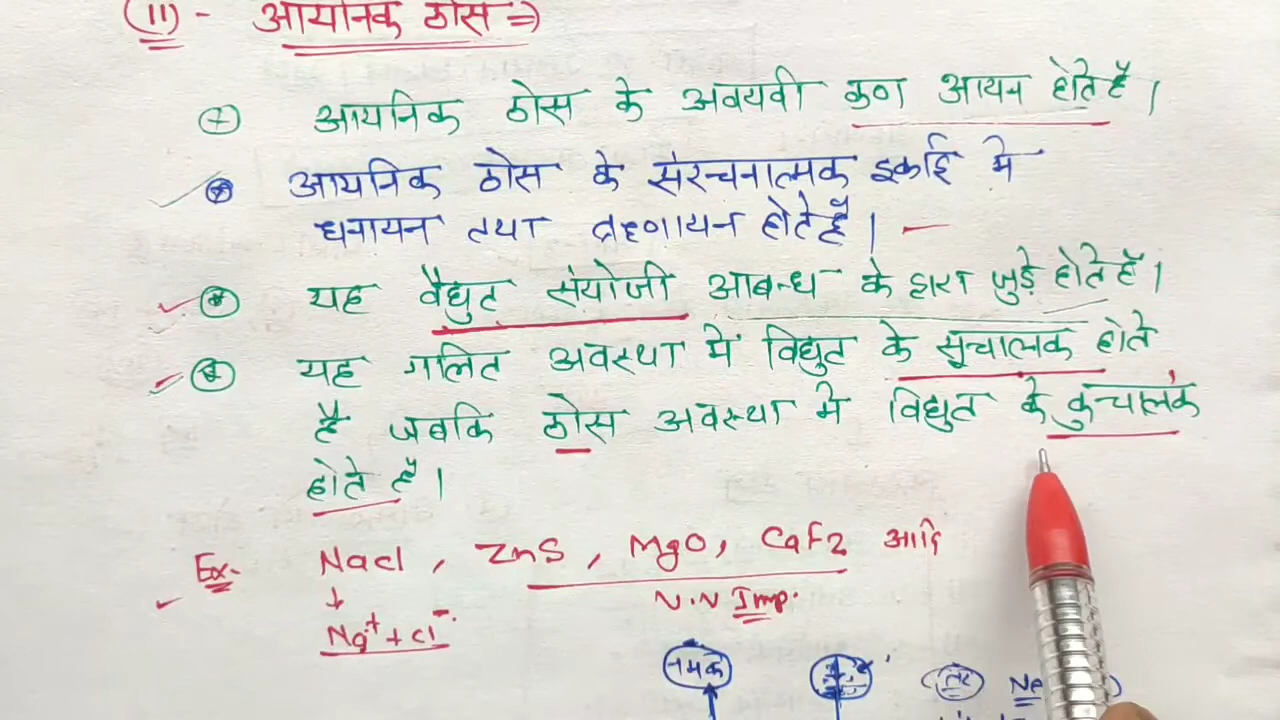 (ii) - आयनिक ठोस ⇒
आयनिक ठोस के अवयवी कण आयन होते हैं।
आयनिक ठोस के संरचनात्मक इकाई मे
धनायन तथा ऋणायन होते हैं।
यह वैद्युत संयोजी आबन्ध के द्वारा जुड़े होते हैं।
यह गलित अवस्था में विद्युत के सूचालक होते
है जबकि ठोस अवस्था मे विद्युत के कुचालक
होते हैं।
Ex- Nacl, ZnS, MgO, CaF2 आदि
↓ V.V Imp.
Na+ + cl-
नमक